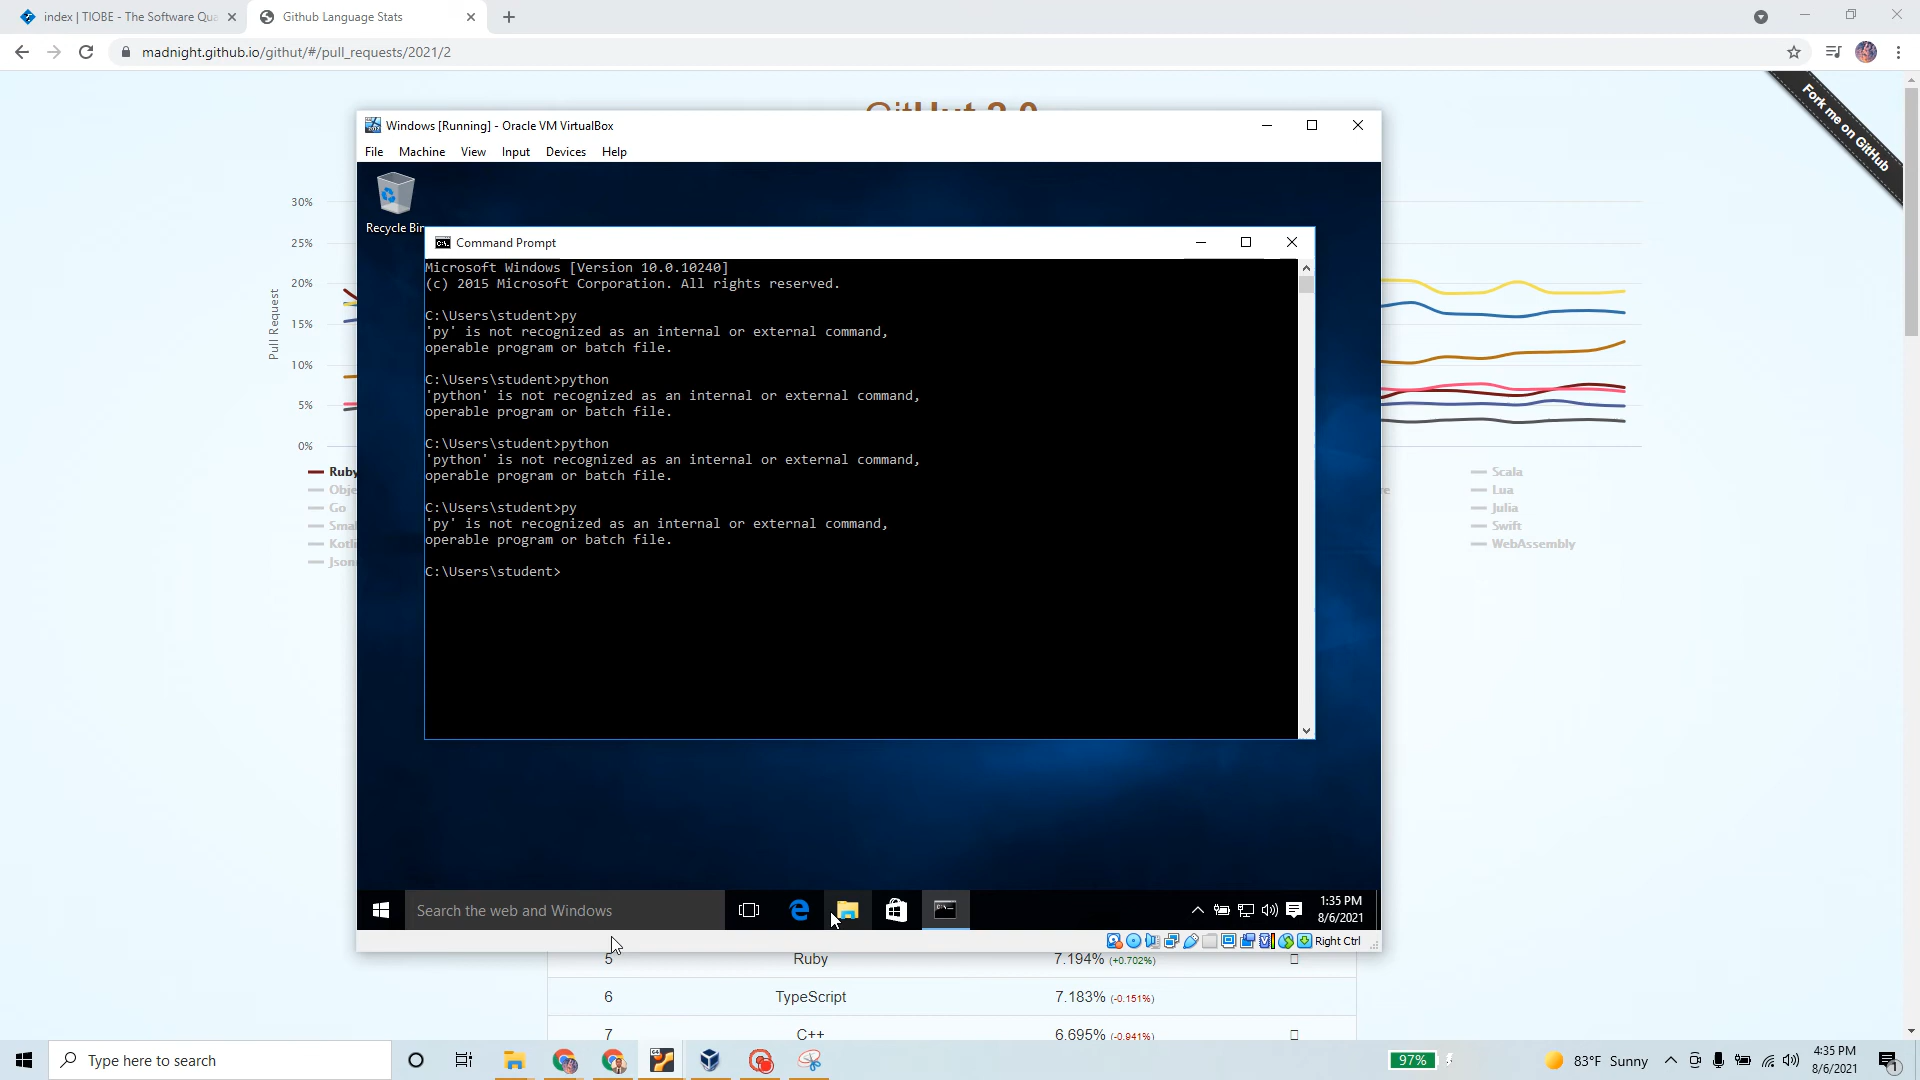 index | TIOBE - The Software Qua
Github Language Stats
madnight.github.io/githut/#/pull_requests/2021/2
Fork me on GitHub
Windows [Running] - Oracle VM VirtualBox
File Machine View Input Devices Help
Recycle Bin
Command Prompt
Microsoft Windows [Version 10.0.10240]
(c) 2015 Microsoft Corporation. All rights reserved.
C:\Users\student>py
'py' is not recognized as an internal or external command,
operable program or batch file.
C:\Users\student>python
'python' is not recognized as an internal or external command,
operable program or batch file.
C:\Users\student>python
'python' is not recognized as an internal or external command,
operable program or batch file.
C:\Users\student>py
'py' is not recognized as an internal or external command,
operable program or batch file.
C:\Users\student>
30%
25%
20%
15%
10%
5%
0%
Pull Request
Ruby
Obje
Go
Smal
Kotli
Json
Scala
Lua
Julia
Swift
WebAssembly
Search the web and Windows
1:35 PM
8/6/2021
Right Ctrl
5 Ruby 7.194% (+0.702%)
6 TypeScript 7.183% (-0.151%)
7 C++ 6.695% (-0.941%)
Type here to search
97%
83°F Sunny
4:35 PM
8/6/2021
1